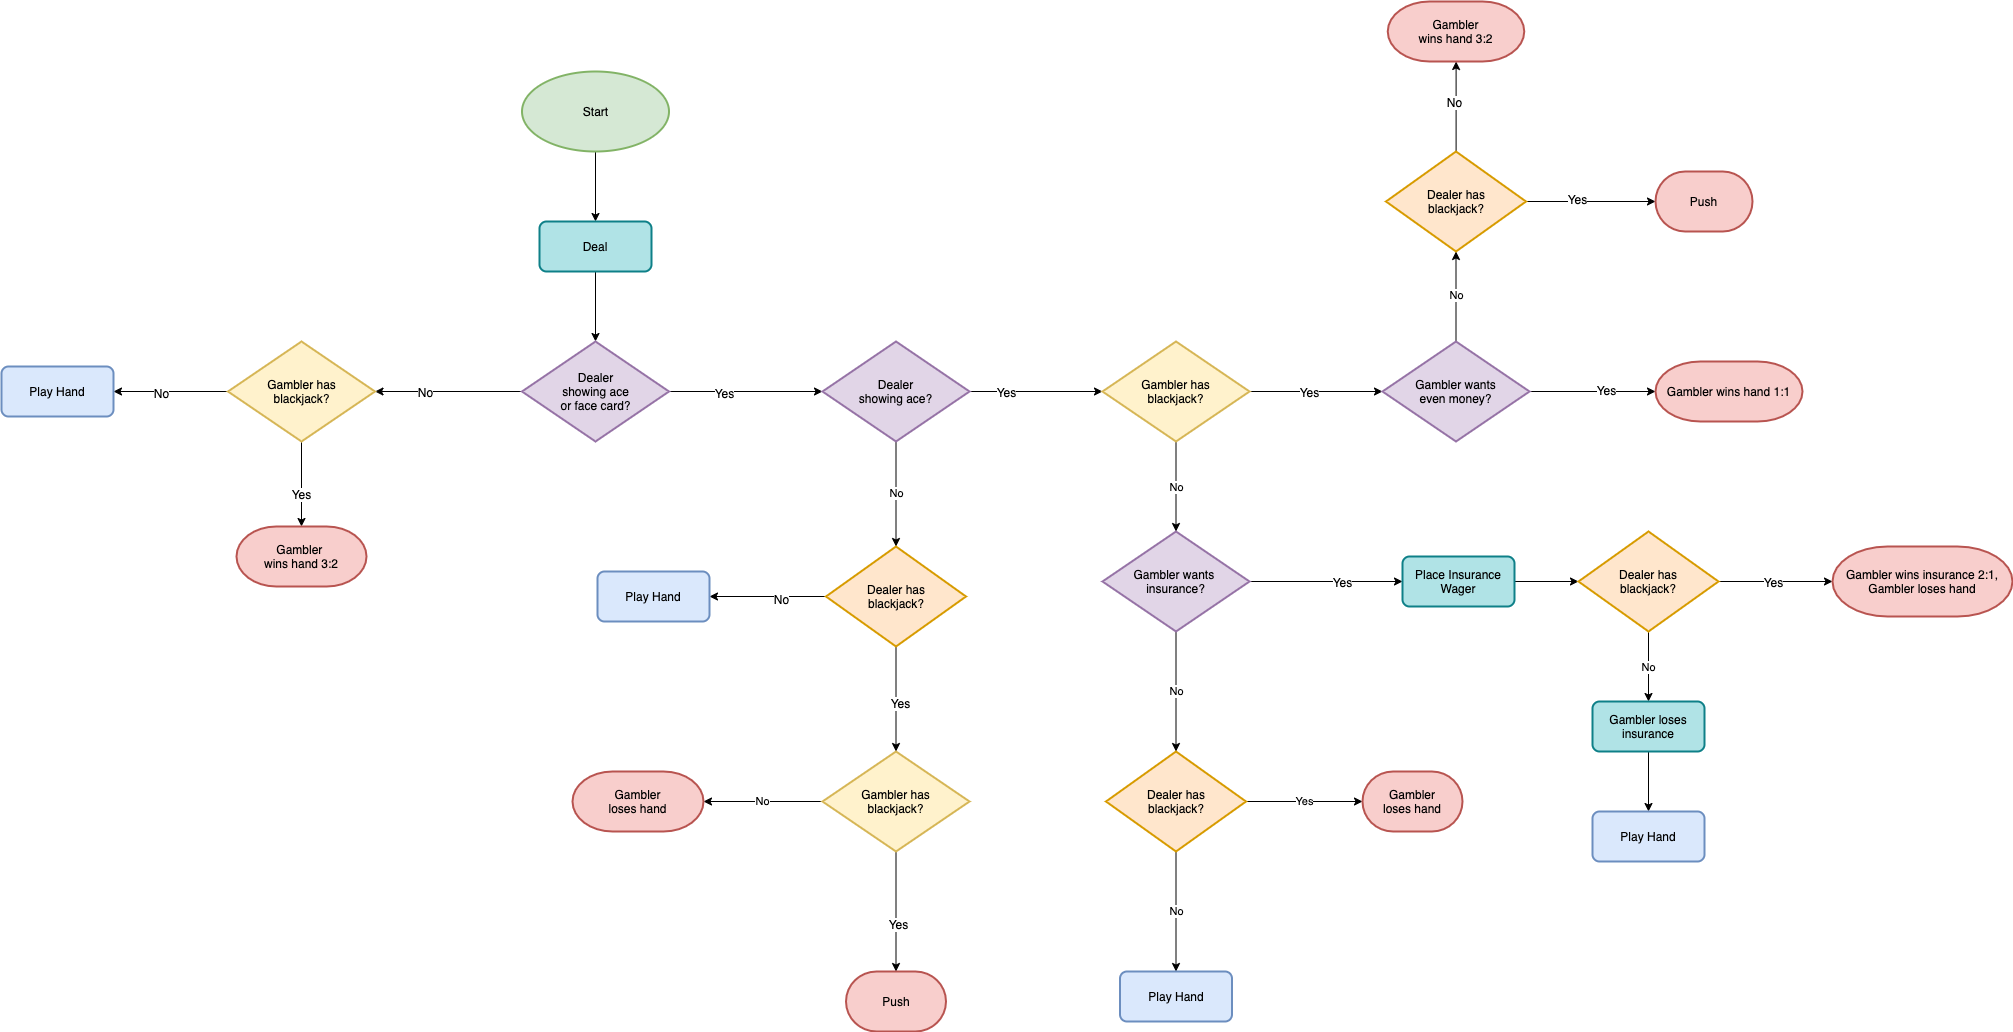 Gambler
wins hand 3:2
No
Start
Dealer has
blackjack?
Yes
Push
Deal
No
Play Hand
No
Gambler has
blackjack?
No
Dealer
showing ace
or face card?
Yes
Dealer
showing ace?
Yes
Gambler has
blackjack?
Yes
Gambler wants
even money?
Yes
Gambler wins hand 1:1
Yes
No
No
Gambler
wins hand 3:2
Play Hand
No
Dealer has
blackjack?
Gambler wants
insurance?
Yes
Place Insurance
Wager
Dealer has
blackjack?
Yes
Gambler wins insurance 2:1,
Gambler loses hand
Yes
No
No
Gambler loses
insurance
Gambler
loses hand
No
Gambler has
blackjack?
Dealer has
blackjack?
Yes
Gambler
loses hand
Play Hand
Yes
No
Push
Play Hand